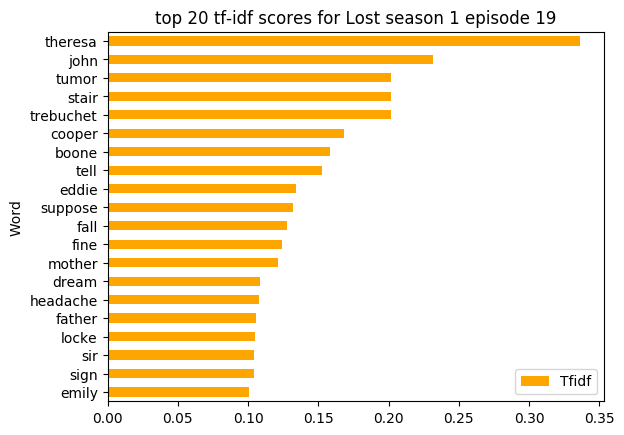 top 20 tf-idf scores for Lost season 1 episode 19
theresa
john
tumor
stair
trebuchet
cooper
boone
tell
eddie
suppose
fall
fine
mother
dream
headache
father
locke
sir
sign
emily
Word
Tfidf
0.00 0.05 0.10 0.15 0.20 0.25 0.30 0.35